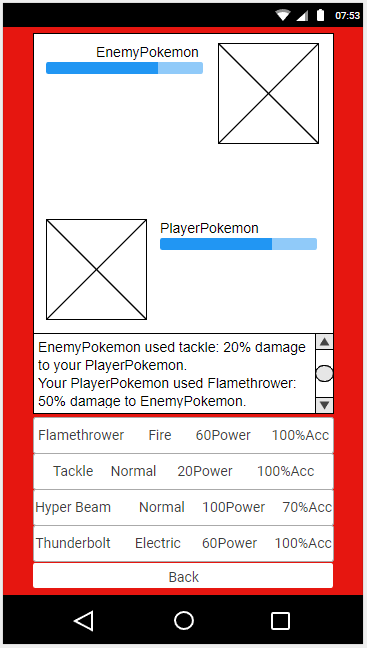 07:53
EnemyPokemon
PlayerPokemon
EnemyPokemon used tackle: 20% damage
to your PlayerPokemon.
Your PlayerPokemon used Flamethrower:
50% damage to EnemyPokemon.
Flamethrower Fire 60Power 100%Acc
Tackle Normal 20Power 100%Acc
Hyper Beam Normal 100Power 70%Acc
Thunderbolt Electric 60Power 100%Acc
Back